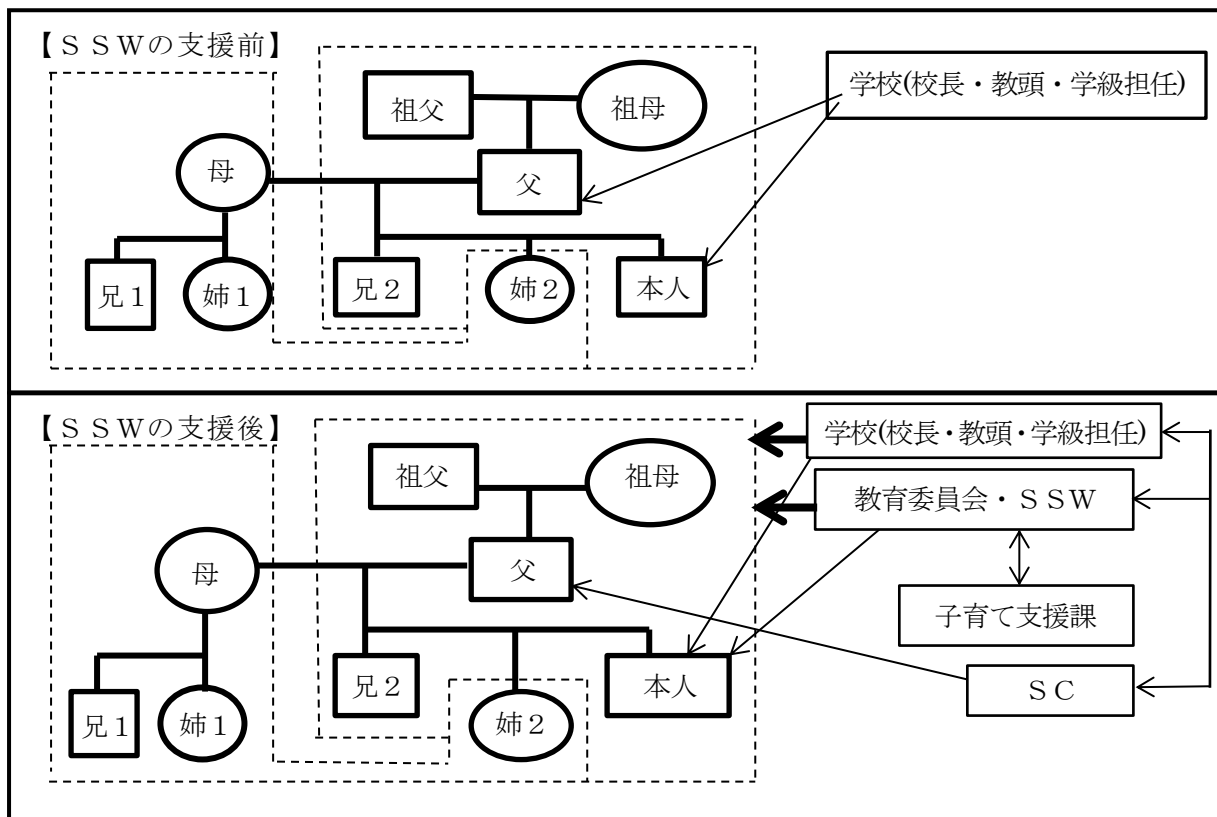 【ＳＳＷの支援前】
学校(校長・教頭・学級担任)
祖父
祖母
母
父
兄１
姉１
兄２
姉２
本人
【ＳＳＷの支援後】
学校(校長・教頭・学級担任)
祖父
祖母
教育委員会・ＳＳＷ
母
父
子育て支援課
兄１
姉１
兄２
姉２
本人
ＳＣ